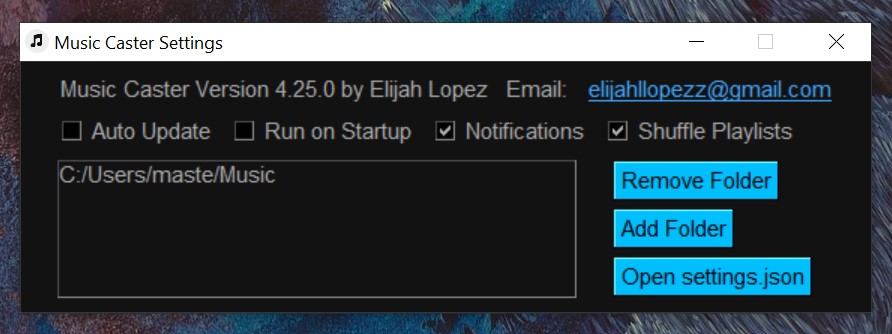 Music Caster Settings
Music Caster Version 4.25.0 by Elijah Lopez Email: elijahllopezz@gmail.com
Auto Update Run on Startup Notifications Shuffle Playlists
C:/Users/maste/Music
Remove Folder
Add Folder
Open settings.json